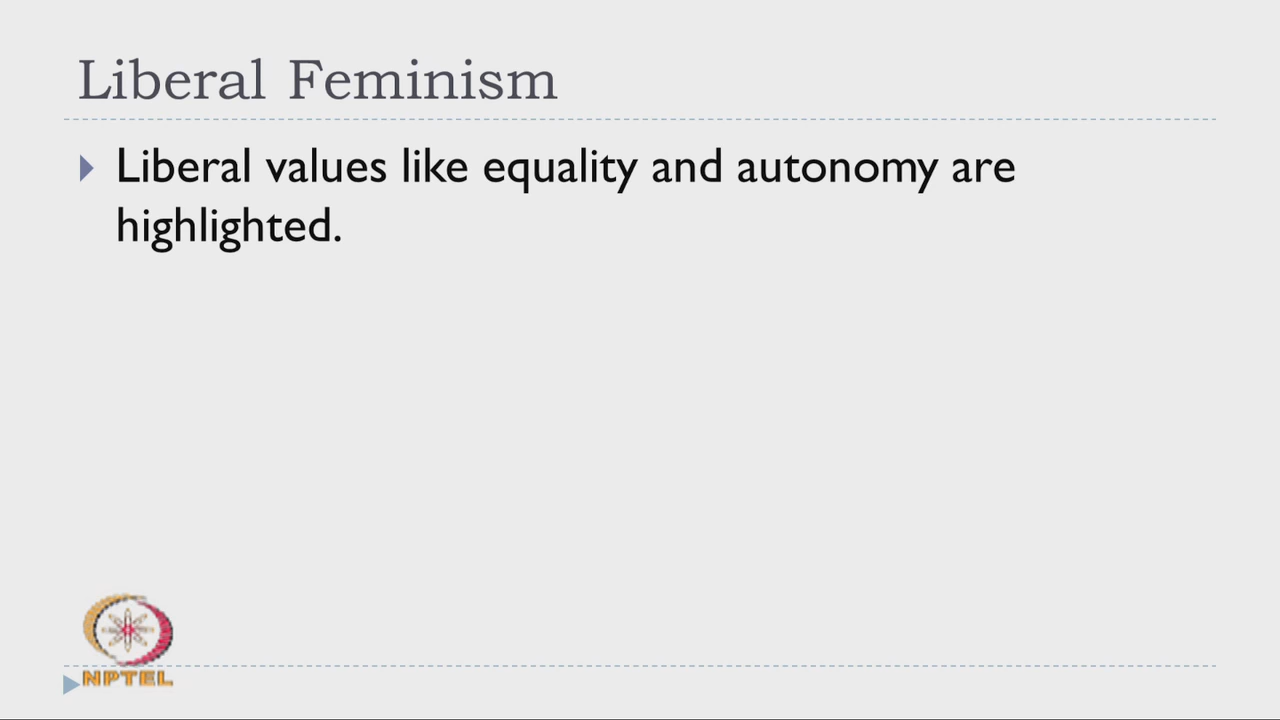 Liberal Feminism
Liberal values like equality and autonomy are
highlighted.
NPTEL